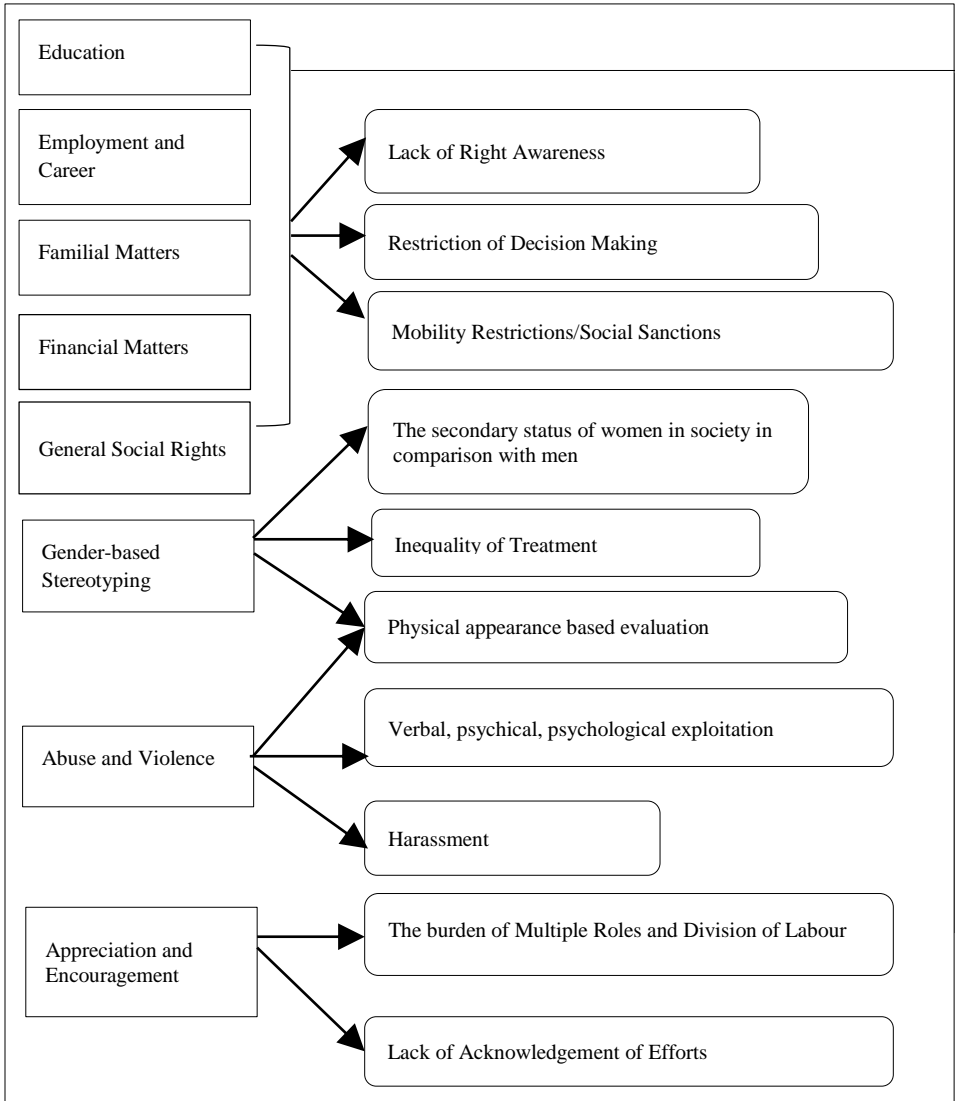 Education
Employment and
Career
Familial Matters
Financial Matters
General Social Rights
Gender-based
Stereotyping
Abuse and Violence
Appreciation and
Encouragement
Lack of Right Awareness
Restriction of Decision Making
Mobility Restrictions/Social Sanctions
The secondary status of women in society in
comparison with men
Inequality of Treatment
Physical appearance based evaluation
Verbal, psychical, psychological exploitation
Harassment
The burden of Multiple Roles and Division of Labour
Lack of Acknowledgement of Efforts